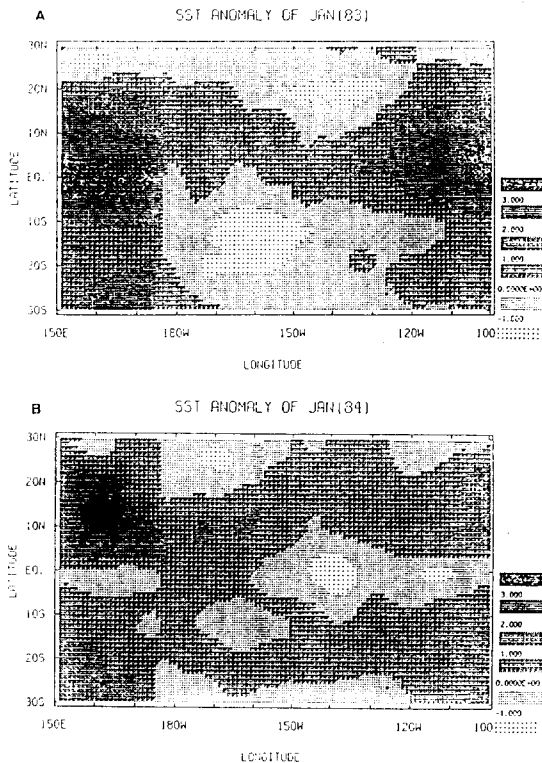 A
SST ANOMALY OF JAN(83)
30N
20N
10N
EQ.
10S
20S
30S
LATITUDE
150E 180W 150W 120W 100
LONGITUDE
3.000
2.000
1.000
0.0000E+00
-1.000
B
SST ANOMALY OF JAN(84)
30N
20N
10N
EQ.
10S
20S
30S
LATITUDE
150E 180W 150W 120W 100
LONGITUDE
3.000
2.000
1.000
0.0000E+00
-1.000